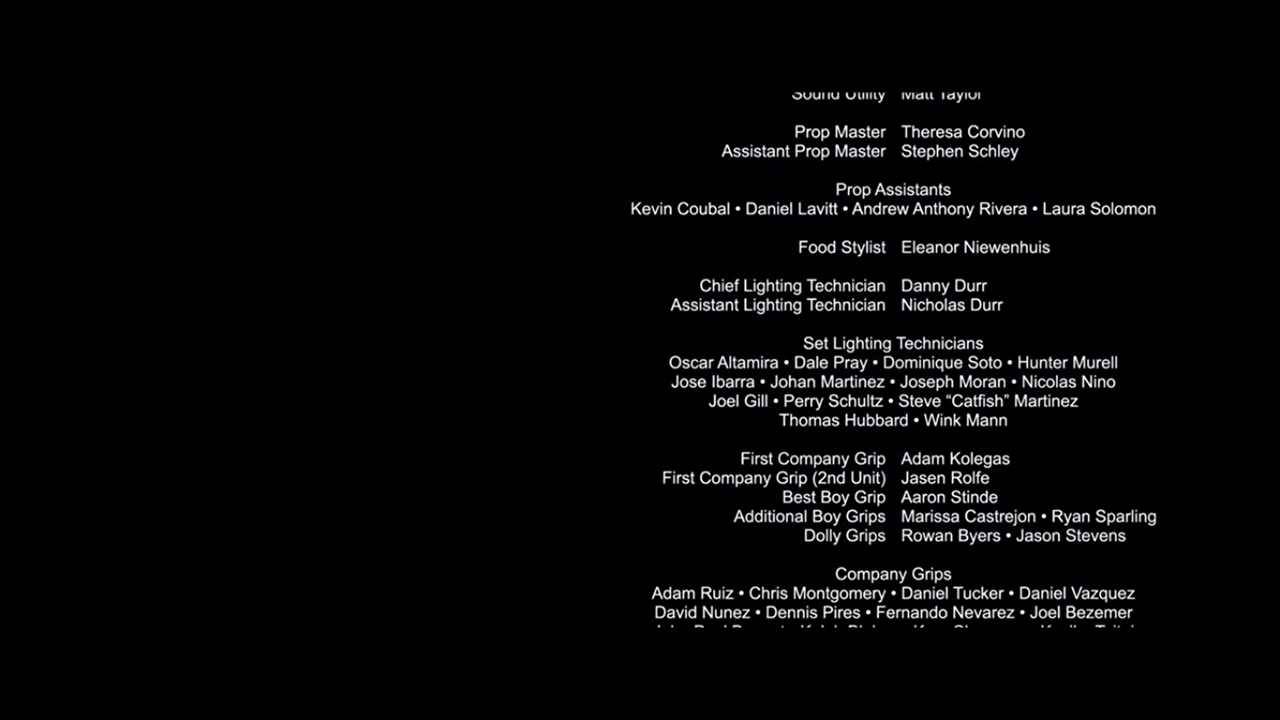 Sound Utility Matt Taylor
Prop Master Theresa Corvino
Assistant Prop Master Stephen Schley
Prop Assistants
Kevin Coubal • Daniel Lavitt • Andrew Anthony Rivera • Laura Solomon
Food Stylist Eleanor Niewenhuis
Chief Lighting Technician Danny Durr
Assistant Lighting Technician Nicholas Durr
Set Lighting Technicians
Oscar Altamira • Dale Pray • Dominique Soto • Hunter Murell
Jose Ibarra • Johan Martinez • Joseph Moran • Nicolas Nino
Joel Gill • Perry Schultz • Steve “Catfish” Martinez
Thomas Hubbard • Wink Mann
First Company Grip Adam Kolegas
First Company Grip (2nd Unit) Jasen Rolfe
Best Boy Grip Aaron Stinde
Additional Boy Grips Marissa Castrejon • Ryan Sparling
Dolly Grips Rowan Byers • Jason Stevens
Company Grips
Adam Ruiz • Chris Montgomery • Daniel Tucker • Daniel Vazquez
David Nunez • Dennis Pires • Fernando Nevarez • Joel Bezemer